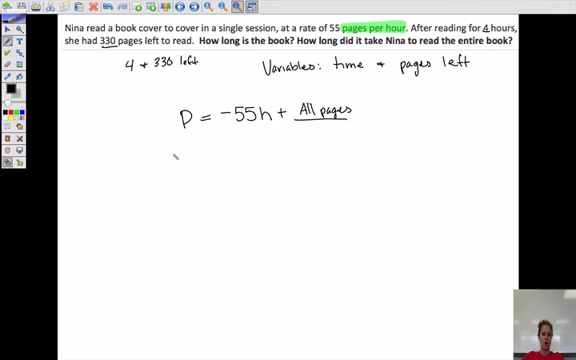 Nina read a book cover to cover in a single session, at a rate of 55 pages per hour. After reading for 4 hours,
she had 330 pages left to read. How long is the book? How long did it take Nina to read the entire book?
4 + 330 left
Variables: time + pages left
P = -55h + All pages